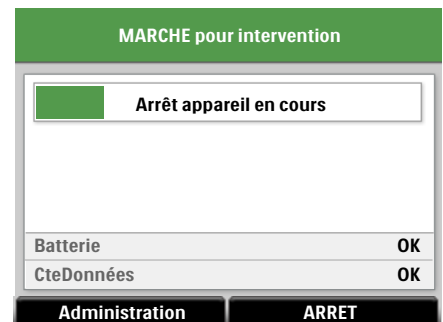 MARCHE pour intervention
Arrêt appareil en cours
Batterie OK
CteDonnées OK
Administration ARRET